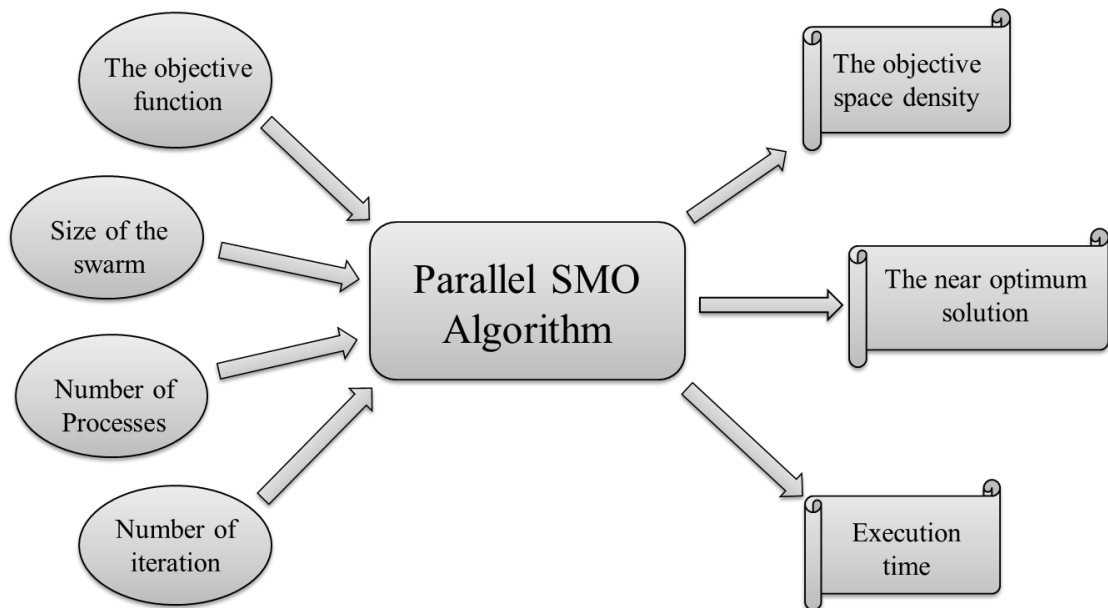 The objective
function
Size of the
swarm
Number of
Processes
Number of
iteration
Parallel SMO
Algorithm
The objective
space density
The near optimum
solution
Execution
time